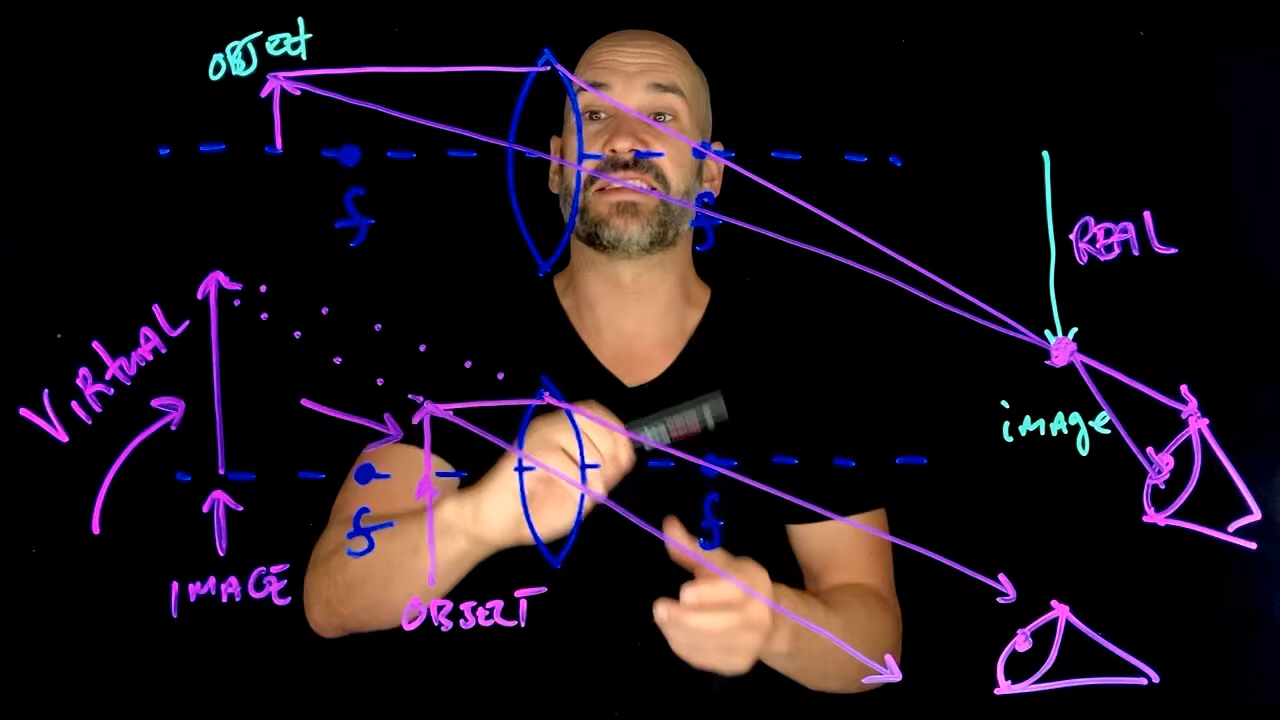 OBJect
f
f
REAL
image
VIRtuAL
f
f
IMAGE
OBJECT